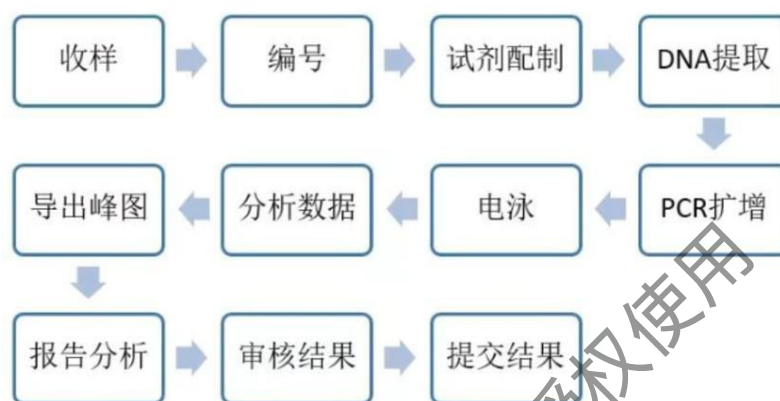 收样
编号
试剂配制
DNA提取
PCR扩增
电泳
分析数据
导出峰图
报告分析
审核结果
提交结果
授权使用